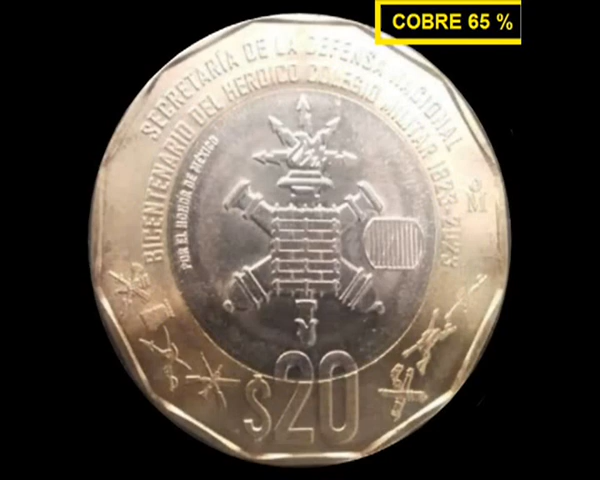 COBRE 65 %
SECRETARÍA DE LA DEFENSA NACIONAL
BICENTENARIO DEL HEROICO COLEGIO MILITAR 1823-2023
POR EL HONOR DE MÉXICO
M
$20